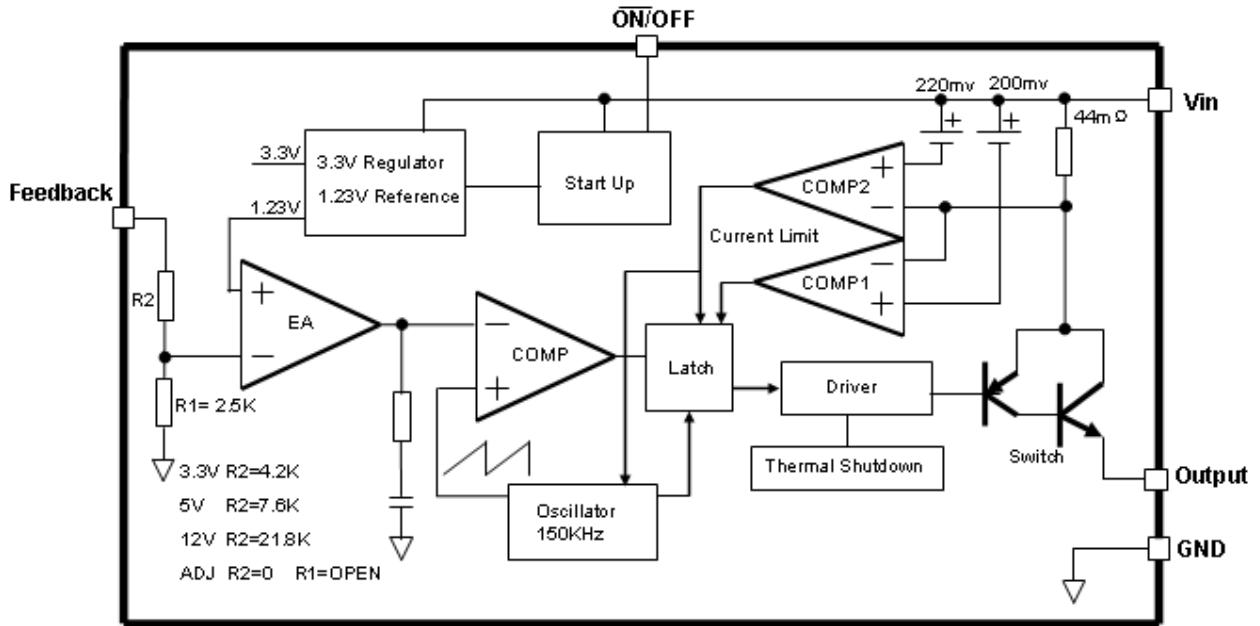 ON/OFF
220mv 200mv
Vin
44mΩ
3.3V
3.3V Regulator
1.23V Reference
Start Up
+
COMP2
−
Feedback
1.23V
Current Limit
−
COMP1
+
R2
+
EA
−
−
COMP
+
Latch
Driver
R1= 2.5K
Thermal Shutdown
Switch
3.3V R2=4.2K
5V R2=7.6K
12V R2=21.8K
ADJ R2=0 R1=OPEN
Oscillator
150KHz
Output
GND
+
+